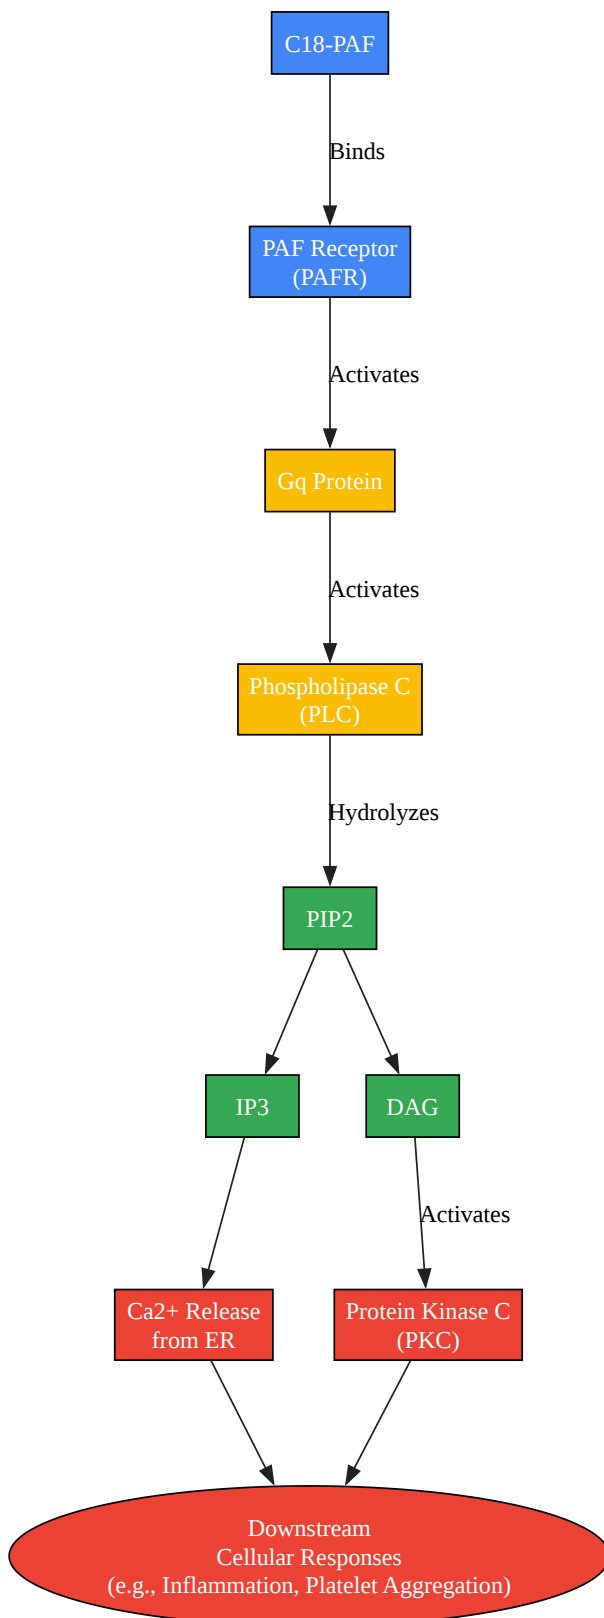 C18-PAF
Binds
PAF Receptor
(PAFR)
Activates
Gq Protein
Activates
Phospholipase C
(PLC)
Hydrolyzes
PIP2
IP3
DAG
Activates
Ca2+ Release
from ER
Protein Kinase C
(PKC)
Downstream
Cellular Responses
(e.g., Inflammation, Platelet Aggregation)